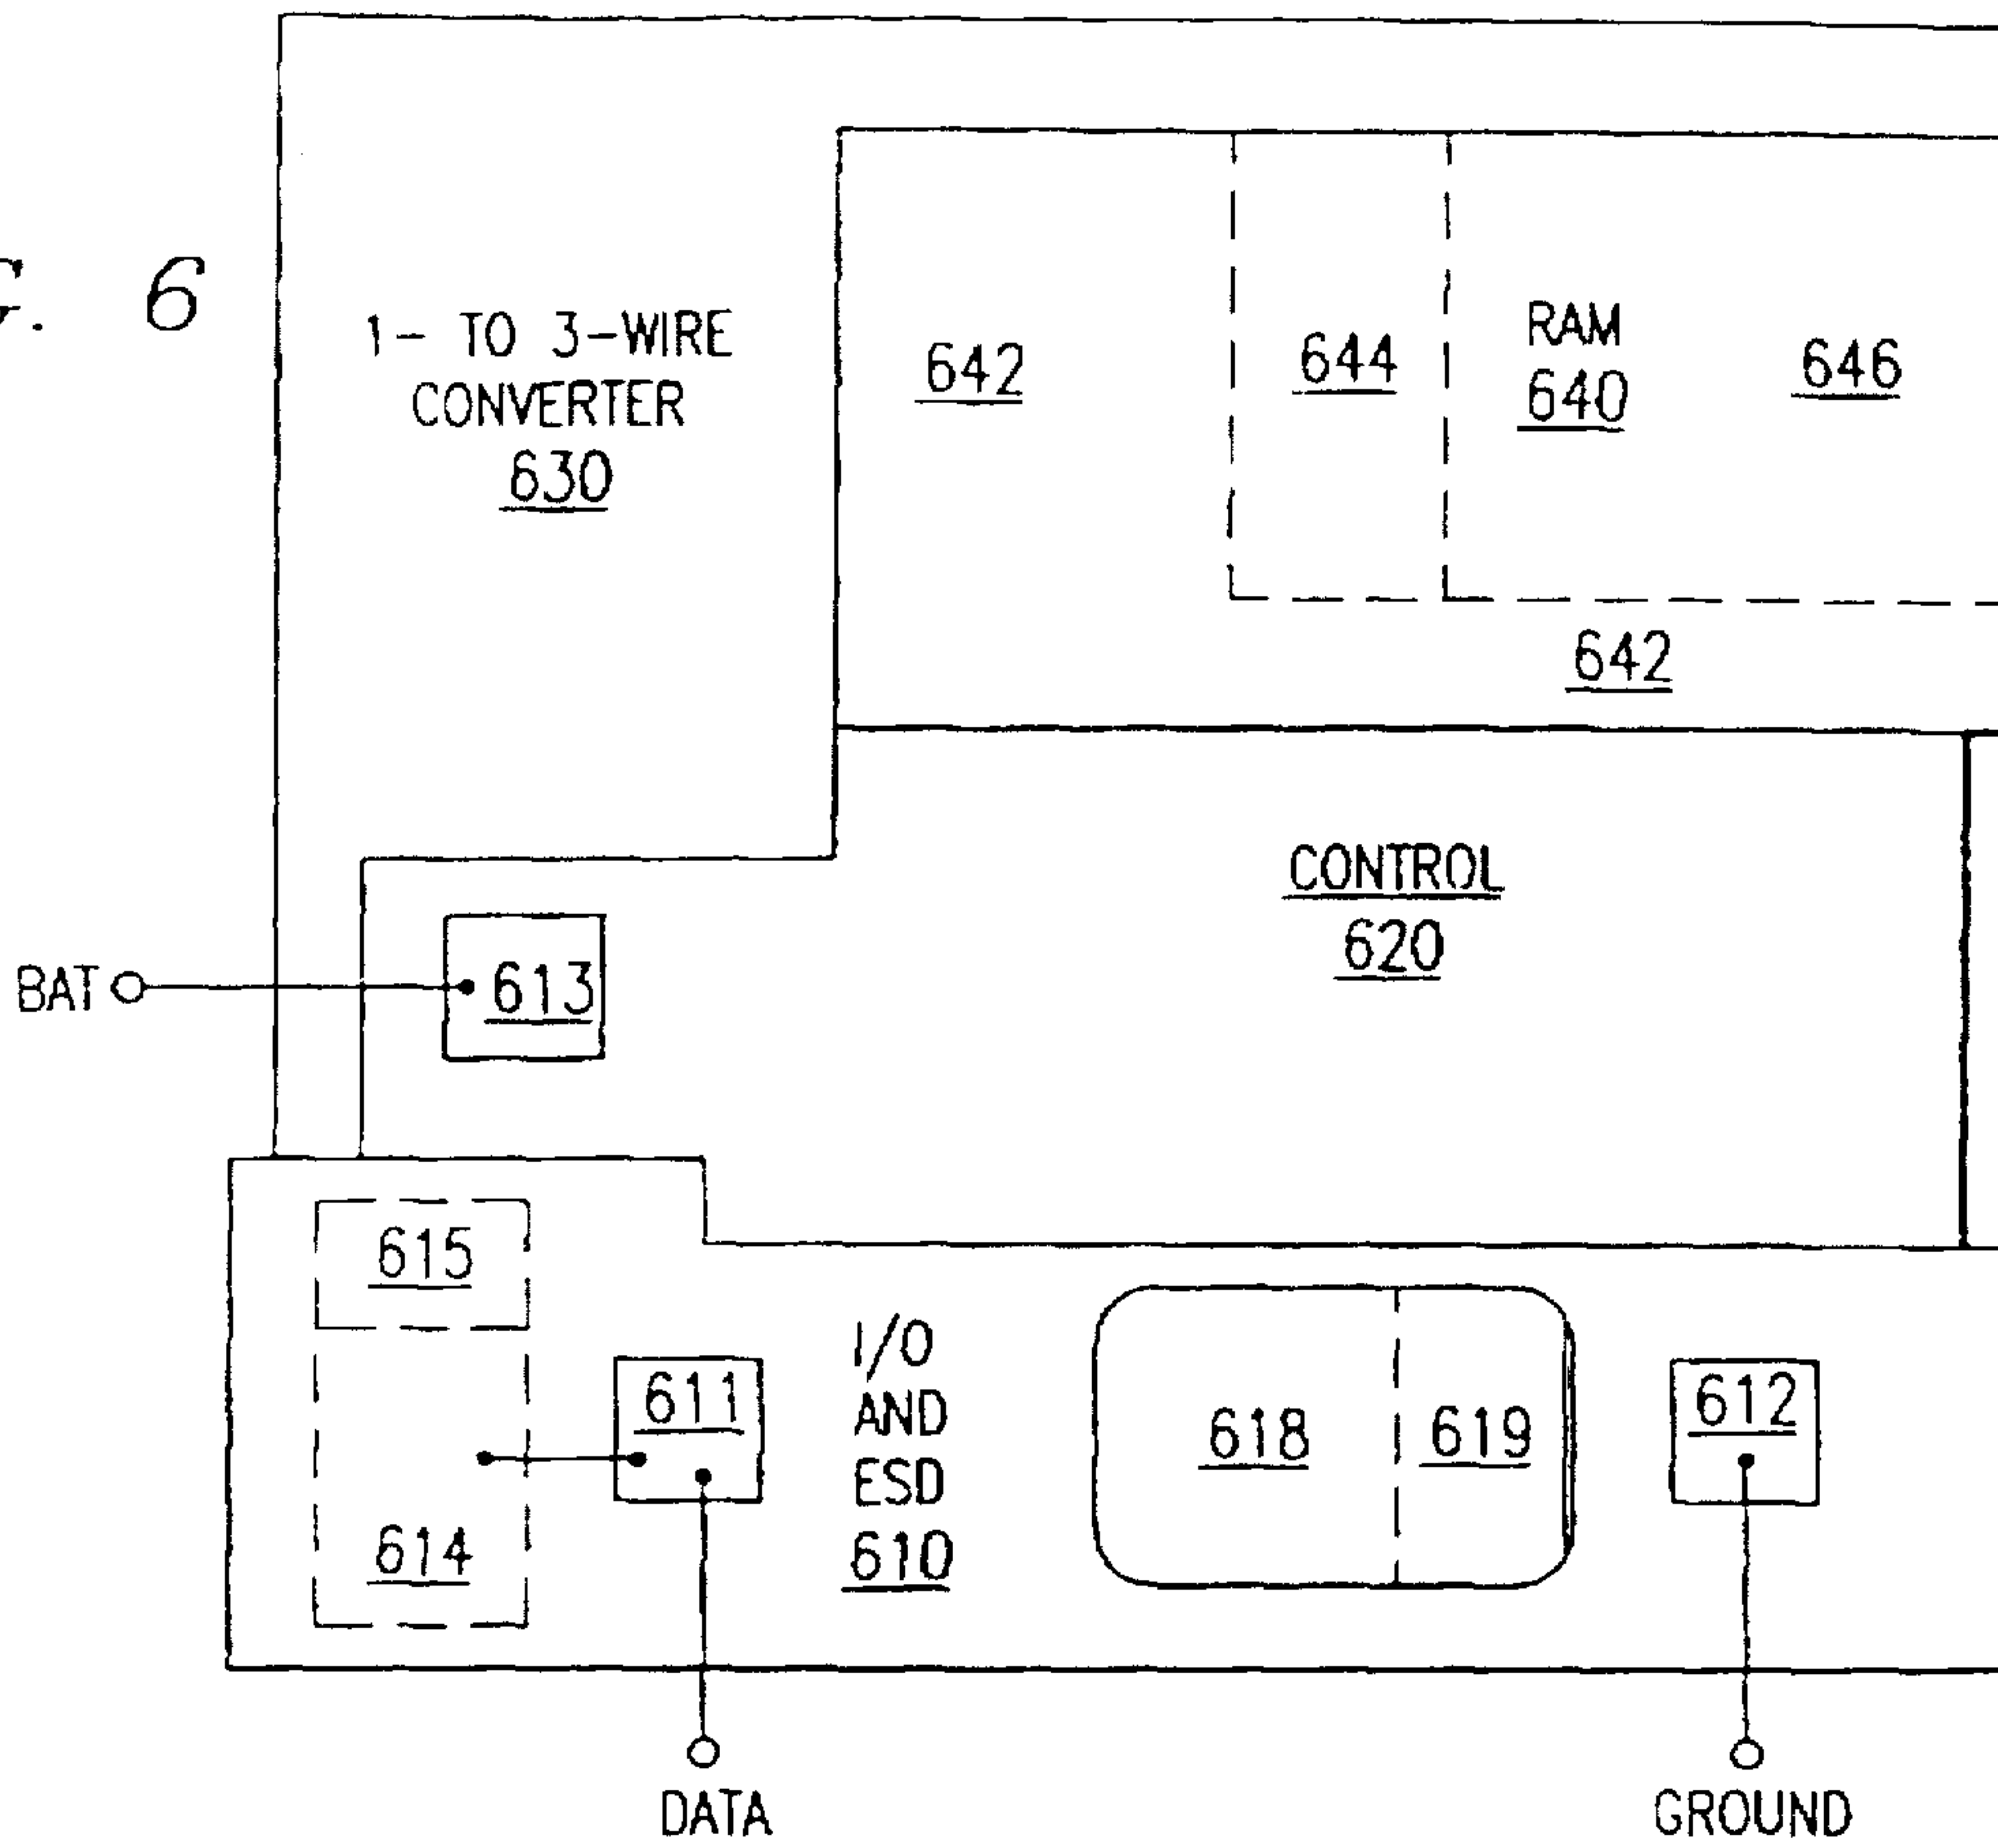 G. 6
1- TO 3-WIRE
CONVERTER
630
642
644
RAM
640
646
642
CONTROL
620
BAT
613
615
614
611
I/O
AND
ESD
610
618
619
612
DATA
GROUND